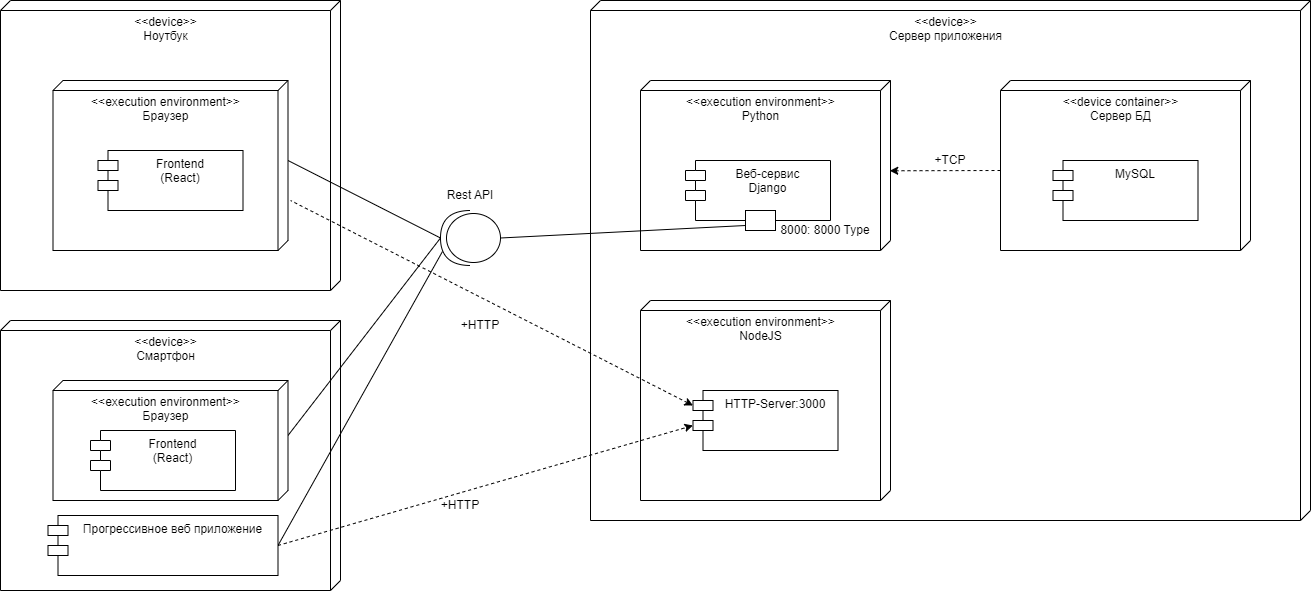 <<device>>
Ноутбук
<<execution environment>>
Браузер
Frontend
(React)
Rest API
<<device>>
Сервер приложения
<<execution environment>>
Python
Веб-сервис
Django
8000: 8000 Type
+TCP
<<device container>>
Сервер БД
MySQL
+HTTP
<<execution environment>>
NodeJS
HTTP-Server:3000
<<device>>
Смартфон
<<execution environment>>
Браузер
Frontend
(React)
Прогрессивное веб приложение
+HTTP